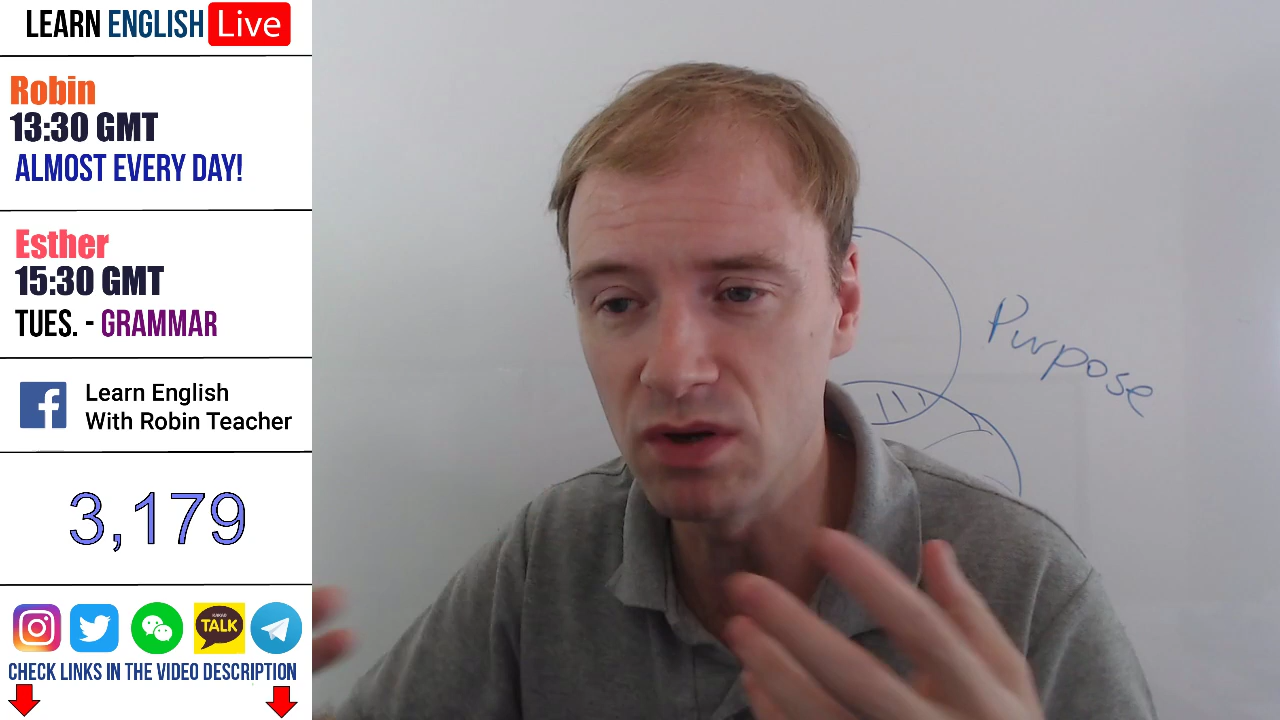 LEARN ENGLISH Live
Robin
13:30 GMT
ALMOST EVERY DAY!
Esther
15:30 GMT
TUES. - GRAMMAR
f
Learn English
With Robin Teacher
3,179
KAKAO
TALK
CHECK LINKS IN THE VIDEO DESCRIPTION
Purpose